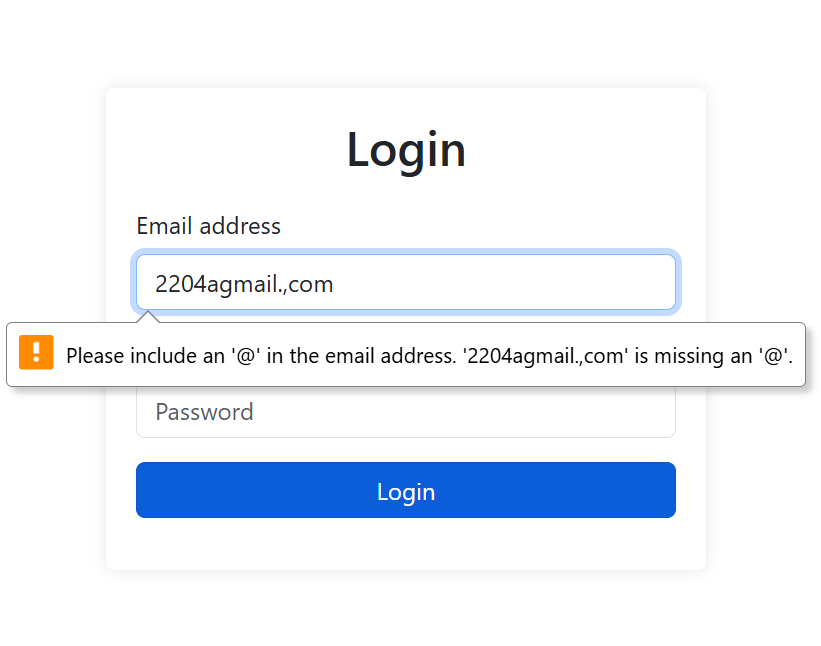 Login
Email address
2204agmail.,com
Please include an '@' in the email address. '2204agmail.,com' is missing an '@'.
Password
Login